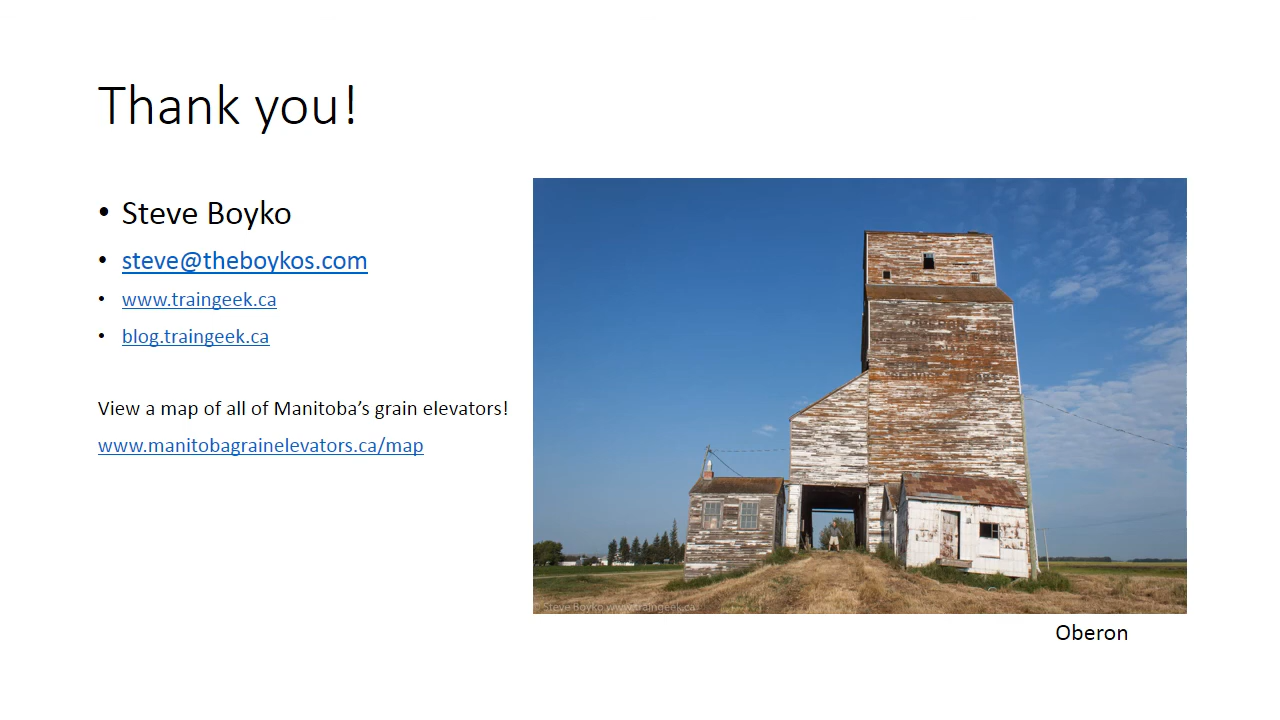 Thank you!
• Steve Boyko
• steve@theboykos.com
• www.traingeek.ca
• blog.traingeek.ca
View a map of all of Manitoba’s grain elevators!
www.manitobagrainelevators.ca/map
OBERON
Steve Boyko www.traingeek.ca
Oberon